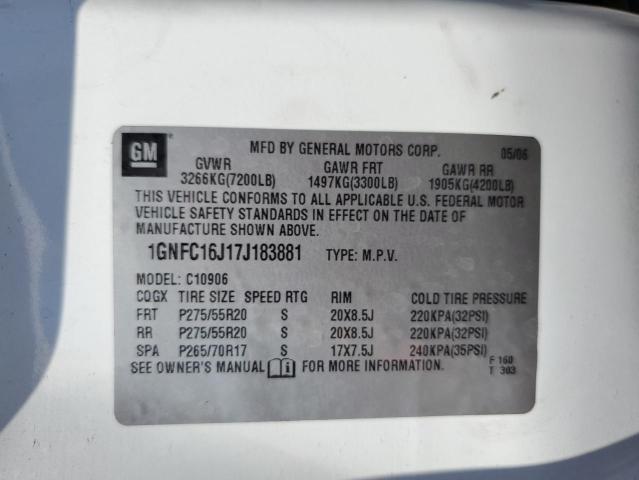 GM
MFD BY GENERAL MOTORS CORP. 05/06
GVWR GAWR FRT GAWR RR
3266KG(7200LB) 1497KG(3300LB) 1905KG(4200LB)
THIS VEHICLE CONFORMS TO ALL APPLICABLE U.S. FEDERAL MOTOR
VEHICLE SAFETY STANDARDS IN EFFECT ON THE DATE OF
MANUFACTURE SHOWN ABOVE.
1GNFC16J17J183881 TYPE: M.P.V.
MODEL: C10906
CQGX TIRE SIZE SPEED RTG RIM COLD TIRE PRESSURE
FRT P275/55R20 S 20X8.5J 220KPA(32PSI)
RR P275/55R20 S 20X8.5J 220KPA(32PSI)
SPA P265/70R17 S 17X7.5J 240KPA(35PSI)
SEE OWNER'S MANUAL FOR MORE INFORMATION. F 160
T 303